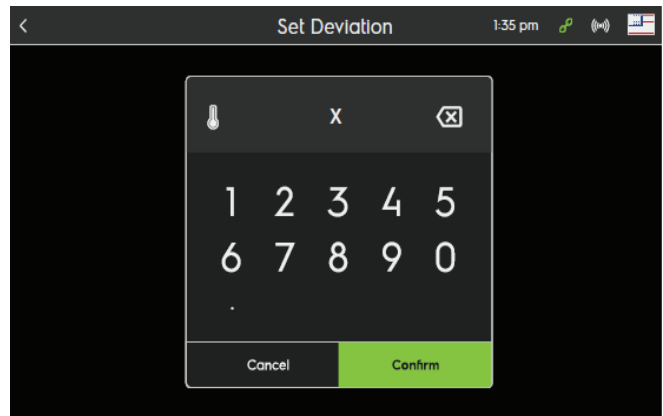 Set Deviation 1:35 pm
X
1 2 3 4 5
6 7 8 9 0
.
Cancel Confirm